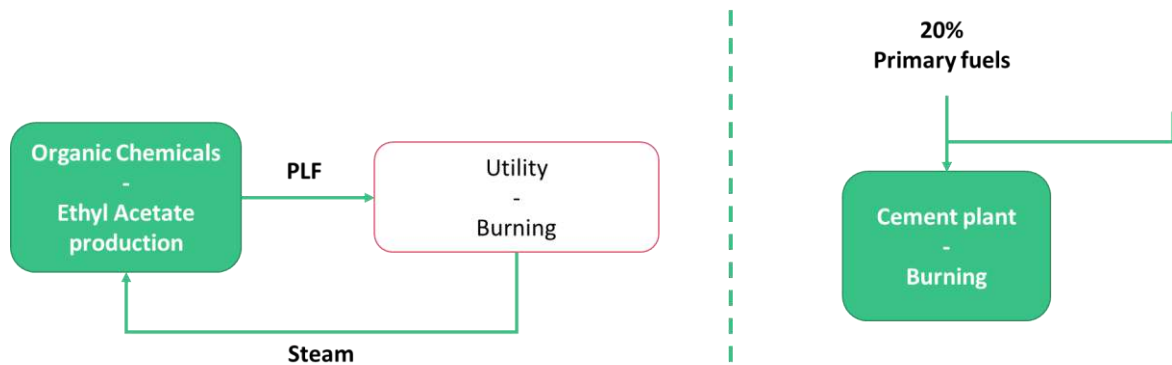 Organic Chemicals
-
Ethyl Acetate
production
PLF
Utility
-
Burning
Steam
20%
Primary fuels
Cement plant
-
Burning